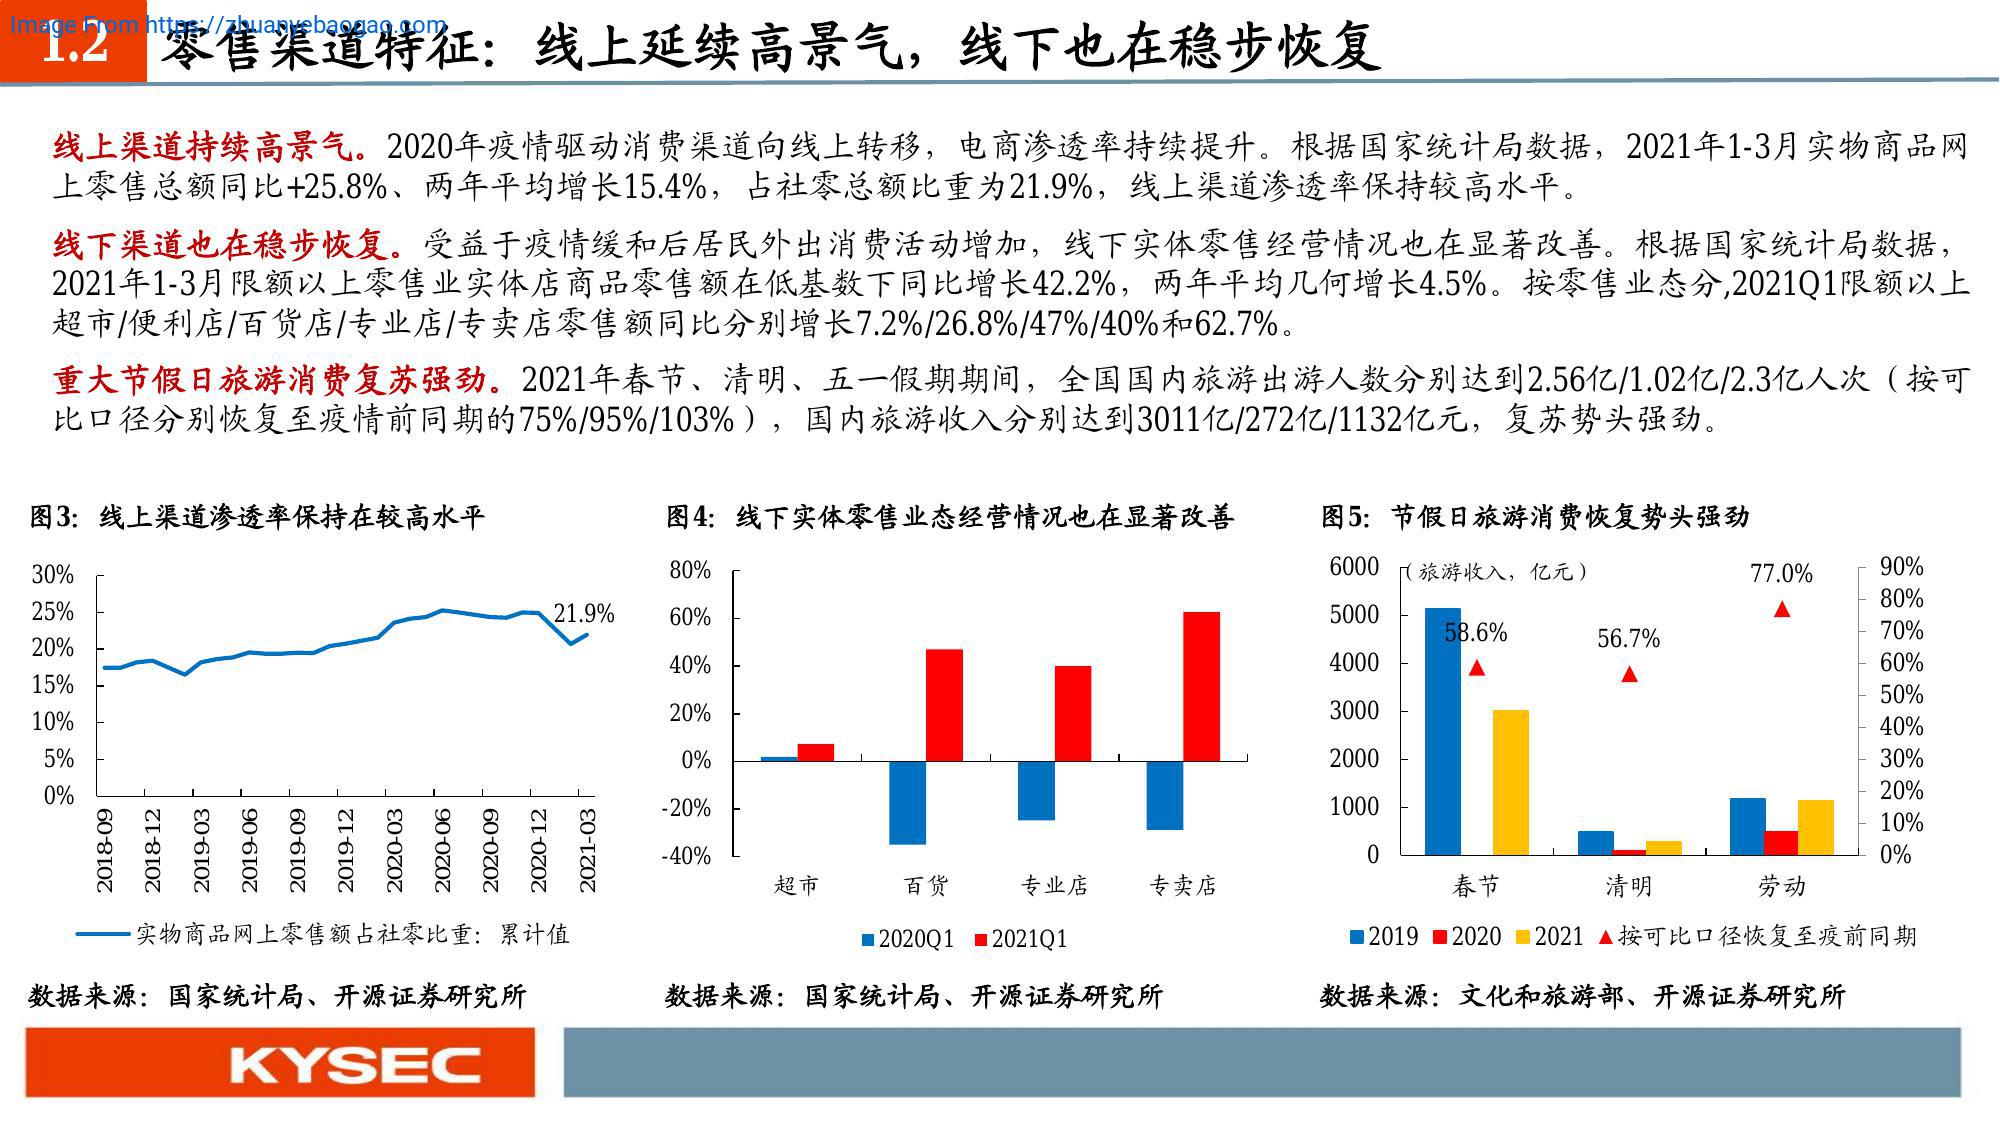 Image From https://zhuanyebaogao.com
1.2
零售渠道特征：线上延续高景气，线下也在稳步恢复
线上渠道持续高景气。2020年疫情驱动消费渠道向线上转移，电商渗透率持续提升。根据国家统计局数据，2021年1-3月实物商品网
上零售总额同比+25.8%、两年平均增长15.4%，占社零总额比重为21.9%，线上渠道渗透率保持较高水平。
线下渠道也在稳步恢复。受益于疫情缓和后居民外出消费活动增加，线下实体零售经营情况也在显著改善。根据国家统计局数据，
2021年1-3月限额以上零售业实体店商品零售额在低基数下同比增长42.2%，两年平均几何增长4.5%。按零售业态分,2021Q1限额以上
超市/便利店/百货店/专业店/专卖店零售额同比分别增长7.2%/26.8%/47%/40%和62.7%。
重大节假日旅游消费复苏强劲。2021年春节、清明、五一假期期间，全国国内旅游出游人数分别达到2.56亿/1.02亿/2.3亿人次（按可
比口径分别恢复至疫情前同期的75%/95%/103%），国内旅游收入分别达到3011亿/272亿/1132亿元，复苏势头强劲。
图3：线上渠道渗透率保持在较高水平
30%
25%
20%
15%
10%
5%
0%
21.9%
2018-09
2018-12
2019-03
2019-06
2019-09
2019-12
2020-03
2020-06
2020-09
2020-12
2021-03
实物商品网上零售额占社零比重：累计值
数据来源：国家统计局、开源证券研究所
图4：线下实体零售业态经营情况也在显著改善
80%
60%
40%
20%
0%
-20%
-40%
超市
百货
专业店
专卖店
2020Q1
2021Q1
数据来源：国家统计局、开源证券研究所
图5：节假日旅游消费恢复势头强劲
6000
5000
4000
3000
2000
1000
0
（旅游收入，亿元）
58.6%
56.7%
77.0%
90%
80%
70%
60%
50%
40%
30%
20%
10%
0%
春节
清明
劳动
2019
2020
2021
按可比口径恢复至疫前同期
数据来源：文化和旅游部、开源证券研究所
KYSEC